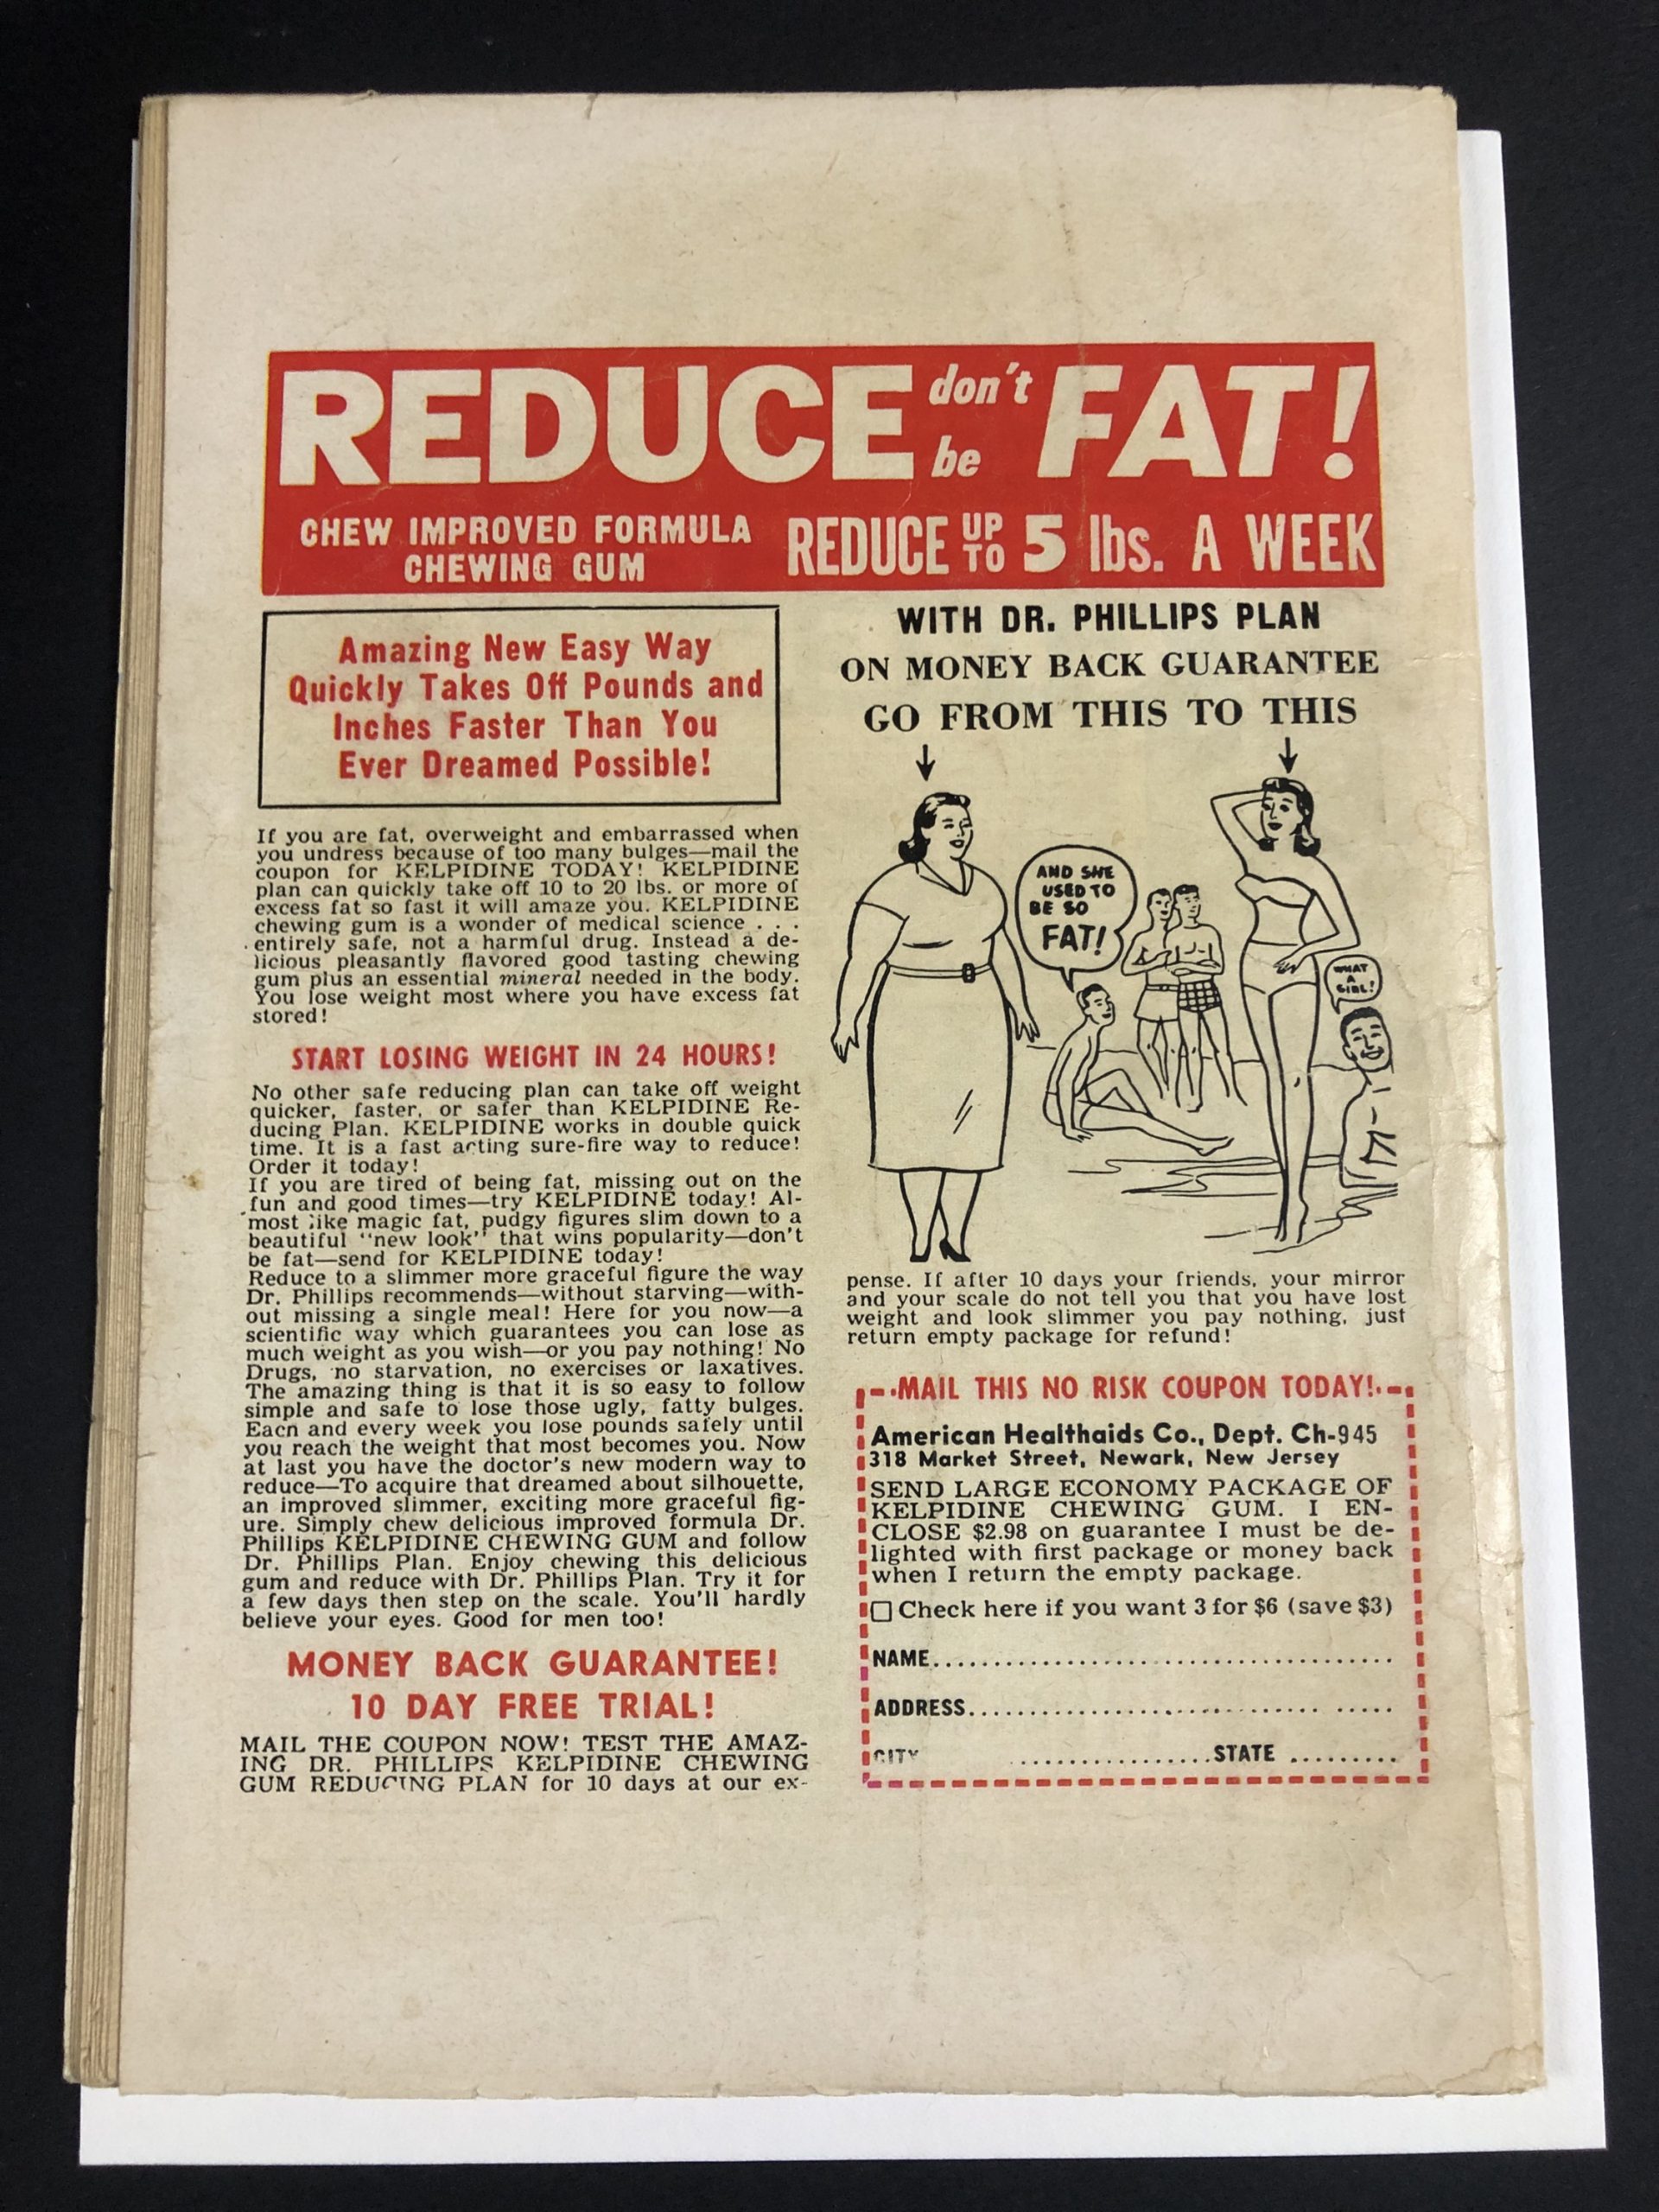 REDUCE don't be FAT!
CHEW IMPROVED FORMULA
CHEWING GUM
REDUCE UP TO 5 lbs. A WEEK
Amazing New Easy Way
Quickly Takes Off Pounds and
Inches Faster Than You
Ever Dreamed Possible!
If you are fat, overweight and embarrassed when
you undress because of too many bulges—mail the
coupon for KELPIDINE TODAY! KELPIDINE
plan can quickly take off 10 to 20 lbs. or more of
excess fat so fast it will amaze you. KELPIDINE
chewing gum is a wonder of medical science . . .
entirely safe, not a harmful drug. Instead a de-
licious pleasantly flavored good tasting chewing
gum plus an essential mineral needed in the body.
You lose weight most where you have excess fat
stored!
START LOSING WEIGHT IN 24 HOURS!
No other safe reducing plan can take off weight
quicker, faster, or safer than KELPIDINE Re-
ducing Plan. KELPIDINE works in double quick
time. It is a fast acting sure-fire way to reduce!
Order it today!
If you are tired of being fat, missing out on the
fun and good times—try KELPIDINE today! Al-
most like magic fat, pudgy figures slim down to a
beautiful "new look" that wins popularity—don't
be fat—send for KELPIDINE today!
Reduce to a slimmer more graceful figure the way
Dr. Phillips recommends—without starving—with-
out missing a single meal! Here for you now—a
scientific way which guarantees you can lose as
much weight as you wish—or you pay nothing! No
Drugs, no starvation, no exercises or laxatives.
The amazing thing is that it is so easy to follow
simple and safe to lose those ugly, fatty bulges.
Each and every week you lose pounds safely until
you reach the weight that most becomes you. Now
at last you have the doctor's new modern way to
reduce—To acquire that dreamed about silhouette,
an improved slimmer, exciting more graceful fig-
ure. Simply chew delicious improved formula Dr.
Phillips KELPIDINE CHEWING GUM and follow
Dr. Phillips Plan. Enjoy chewing this delicious
gum and reduce with Dr. Phillips Plan. Try it for
a few days then step on the scale. You'll hardly
believe your eyes. Good for men too!
MONEY BACK GUARANTEE!
10 DAY FREE TRIAL!
MAIL THE COUPON NOW! TEST THE AMAZ-
ING DR. PHILLIPS KELPIDINE CHEWING
GUM REDUCING PLAN for 10 days at our ex-
WITH DR. PHILLIPS PLAN
ON MONEY BACK GUARANTEE
GO FROM THIS TO THIS
AND SHE
USED TO
BE SO
FAT!
WHAT
A
GIRL!
pense. If after 10 days your friends, your mirror
and your scale do not tell you that you have lost
weight and look slimmer you pay nothing, just
return empty package for refund!
MAIL THIS NO RISK COUPON TODAY!
American Healthaids Co., Dept. Ch-945
318 Market Street, Newark, New Jersey
SEND LARGE ECONOMY PACKAGE OF
KELPIDINE CHEWING GUM. I EN-
CLOSE $2.98 on guarantee I must be de-
lighted with first package or money back
when I return the empty package.
Check here if you want 3 for $6 (save $3)
NAME......................................
ADDRESS...................................
CITY ................STATE .........